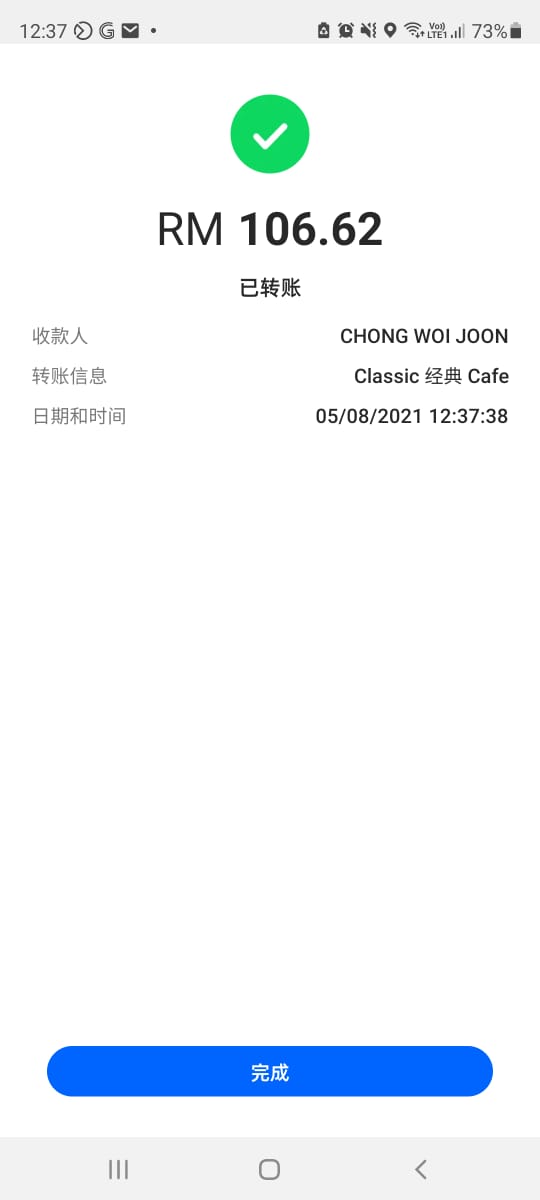 12:37
Vo)) LTE1 73%
RM 106.62
已转账
收款人 CHONG WOI JOON
转账信息 Classic 经典 Cafe
日期和时间 05/08/2021 12:37:38
完成